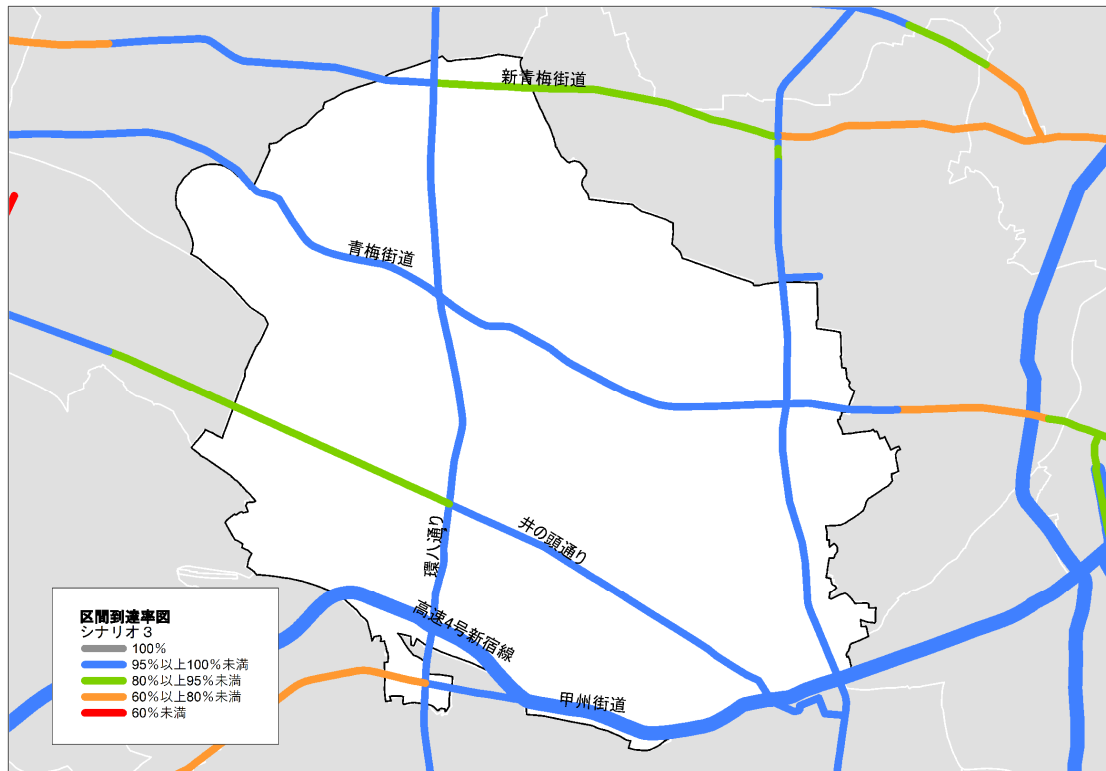 新青梅街道
青梅街道
井の頭通り
環八通り
高速4号新宿線
甲州街道
区間到達率図
シナリオ3
100%
95%以上100%未満
80%以上95%未満
60%以上80%未満
60%未満